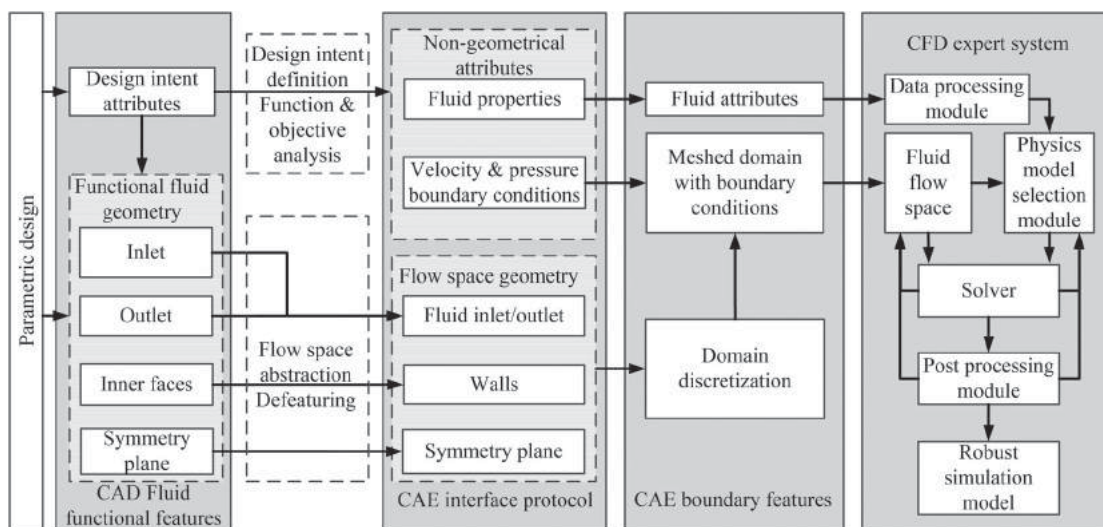 Parametric design
Design intent
attributes
Functional fluid
geometry
Inlet
Outlet
Inner faces
Symmetry
plane
CAD Fluid
functional features
Design intent
definition
Function &
objective
analysis
Flow space
abstraction
Defeaturing
Non-geometrical
attributes
Fluid properties
Velocity & pressure
boundary conditions
Flow space geometry
Fluid inlet/outlet
Walls
Symmetry plane
CAE interface protocol
Fluid attributes
Meshed domain
with boundary
conditions
Domain
discretization
CAE boundary features
CFD expert system
Data processing
module
Fluid
flow
space
Physics
model
selection
module
Solver
Post processing
module
Robust
simulation
model